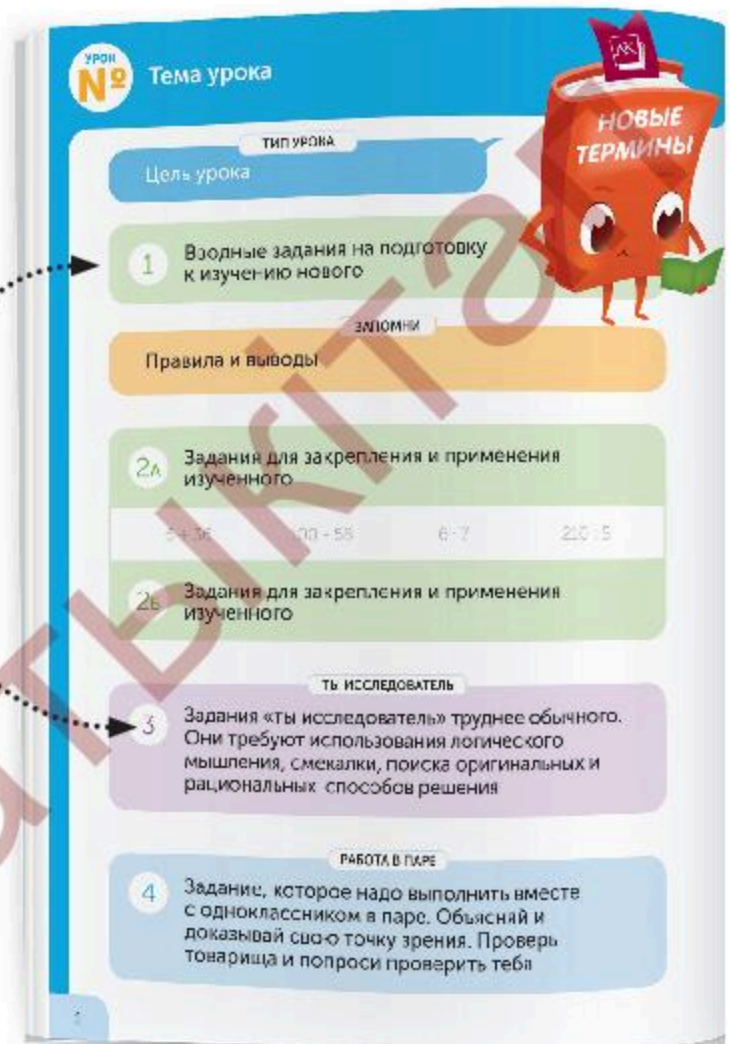 УРОК
№
Тема урока
АК
НОВЫЕ
ТЕРМИНЫ
ТИП УРОКА
Цель урока
1
Вводные задания на подготовку
к изучению нового
ЗАПОМНИ
Правила и выводы
2А
Задания для закрепления и применения
изученного
6 · 7
2Б
Задания для закрепления и применения
изученного
ТЫ ИССЛЕДОВАТЕЛЬ
3
Задания «ты исследователь» труднее обычного.
Они требуют использования логического
мышления, смекалки, поиска оригинальных и
рациональных способов решения
РАБОТА В ПАРЕ
4
Задание, которое надо выполнить вместе
с одноклассником в паре. Объясняй и
доказывай свою точку зрения. Проверь
товарища и попроси проверить тебя